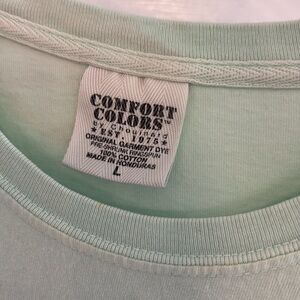 COMFORT
COLORS
by Chouinard
★ EST. 1975 ★
ORIGINAL GARMENT DYE
PRE-SHRUNK RINGSPUN
100% COTTON
MADE IN HONDURAS
L